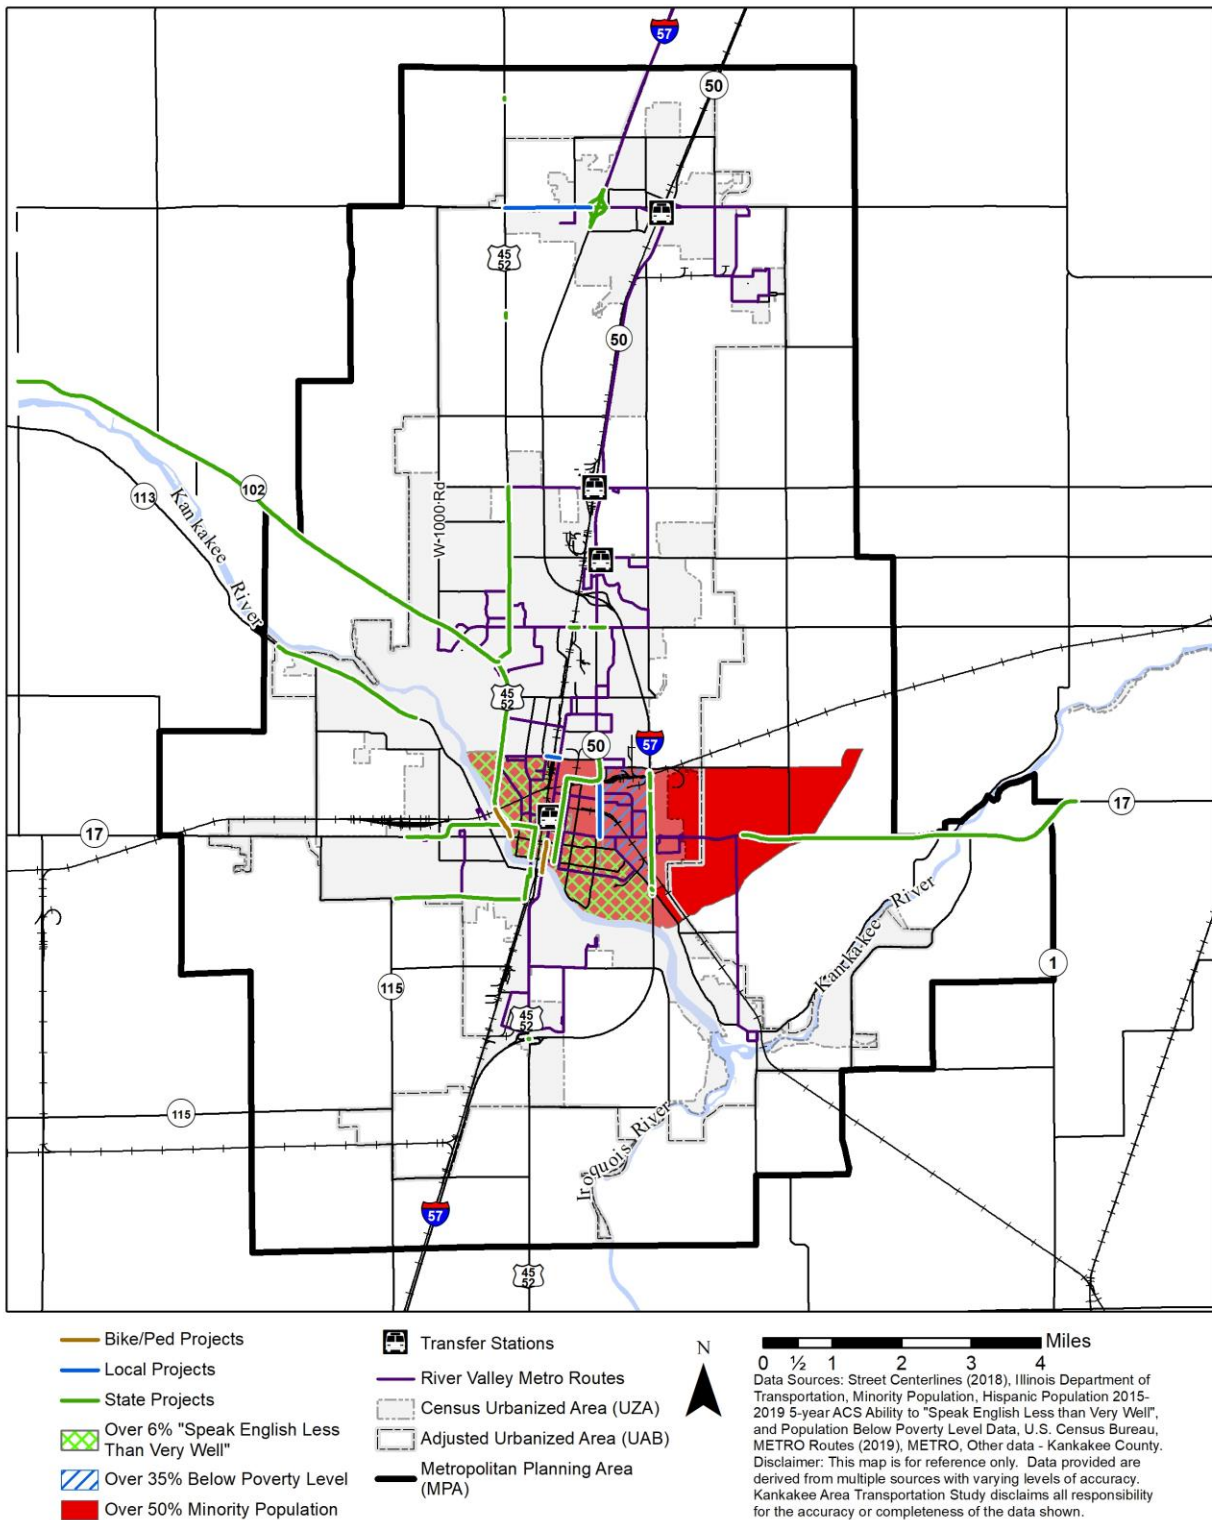 57
50
45
52
50
W-1000-Rd
102
113
Kankakee River
45
52
50
57
17
17
Kankakee River
1
115
45
52
115
Iroquois River
57
45
52
Bike/Ped Projects
Local Projects
State Projects
Over 6% "Speak English Less
Than Very Well"
Over 35% Below Poverty Level
Over 50% Minority Population
Transfer Stations
River Valley Metro Routes
Census Urbanized Area (UZA)
Adjusted Urbanized Area (UAB)
Metropolitan Planning Area
(MPA)
N
0 ½ 1 2 3 4 Miles
Data Sources: Street Centerlines (2018), Illinois Department of
Transportation, Minority Population, Hispanic Population 2015-
2019 5-year ACS Ability to "Speak English Less than Very Well",
and Population Below Poverty Level Data, U.S. Census Bureau,
METRO Routes (2019), METRO, Other data - Kankakee County.
Disclaimer: This map is for reference only. Data provided are
derived from multiple sources with varying levels of accuracy.
Kankakee Area Transportation Study disclaims all responsibility
for the accuracy or completeness of the data shown.